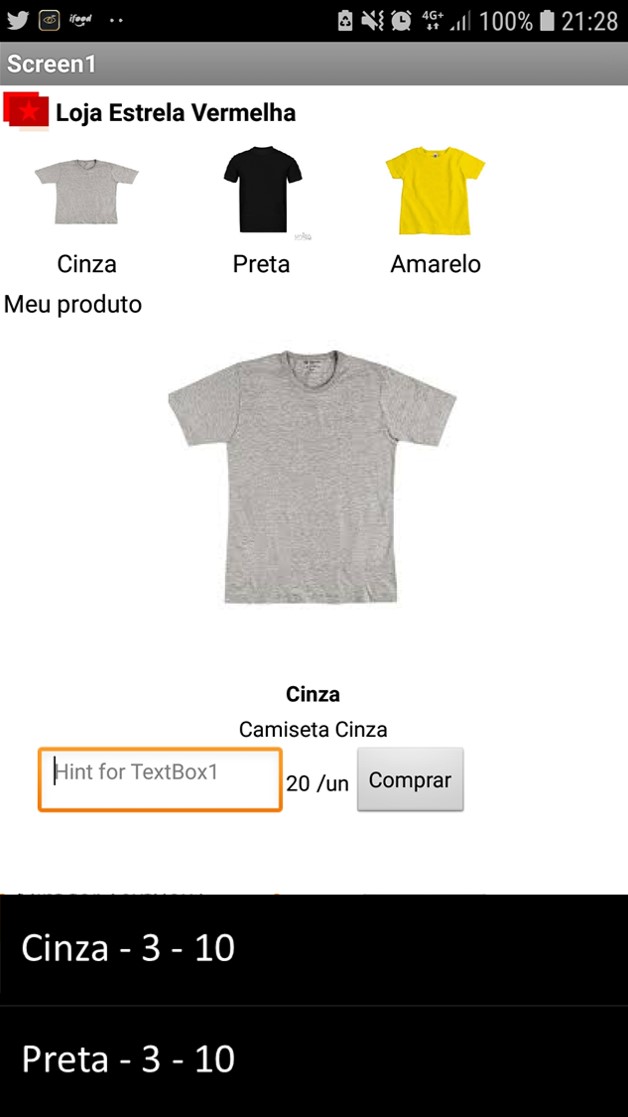 ifood
4G+ 100% 21:28
Screen1
Loja Estrela Vermelha
Cinza Preta Amarelo
Meu produto
Cinza
Camiseta Cinza
Hint for TextBox1 20 /un Comprar
Cinza - 3 - 10
Preta - 3 - 10